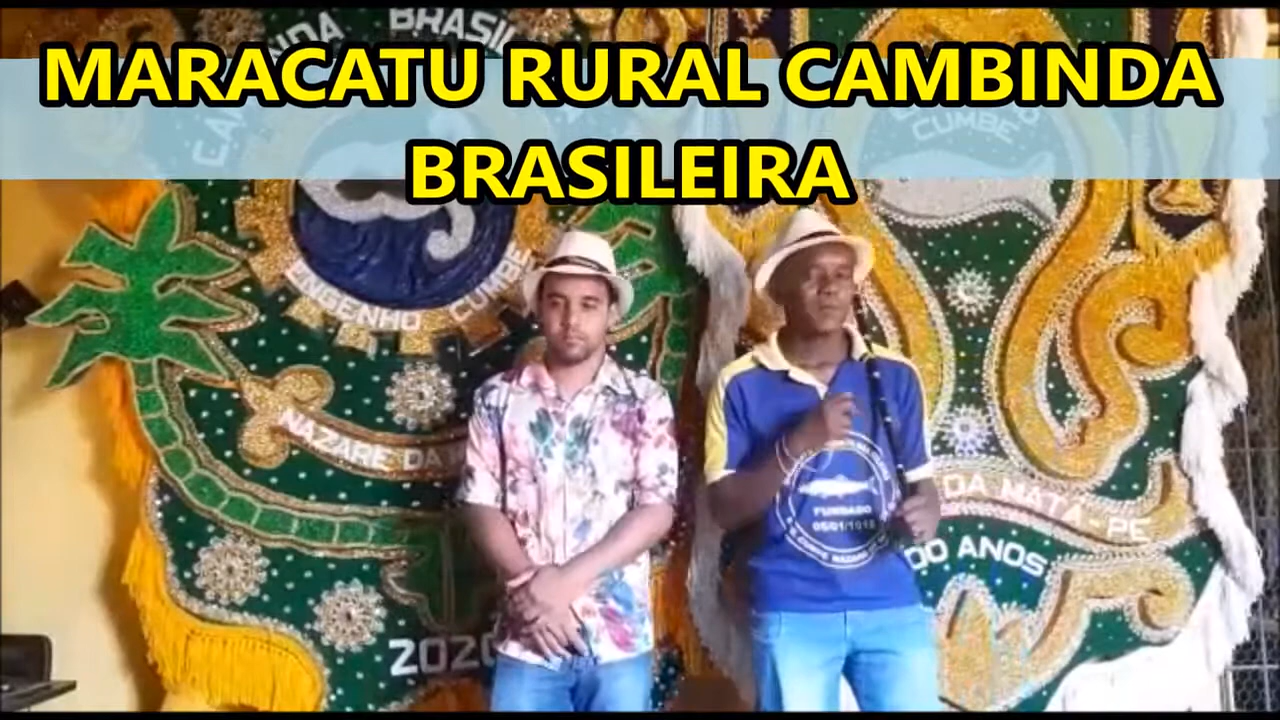 MARACATU RURAL CAMBINDA
BRASILEIRA
BRASIL
CUMBE
ENGENHO CUMBE
NAZARE DA
DA MATA - PE
00 ANOS
2020
FUNDADO
05/01/1918